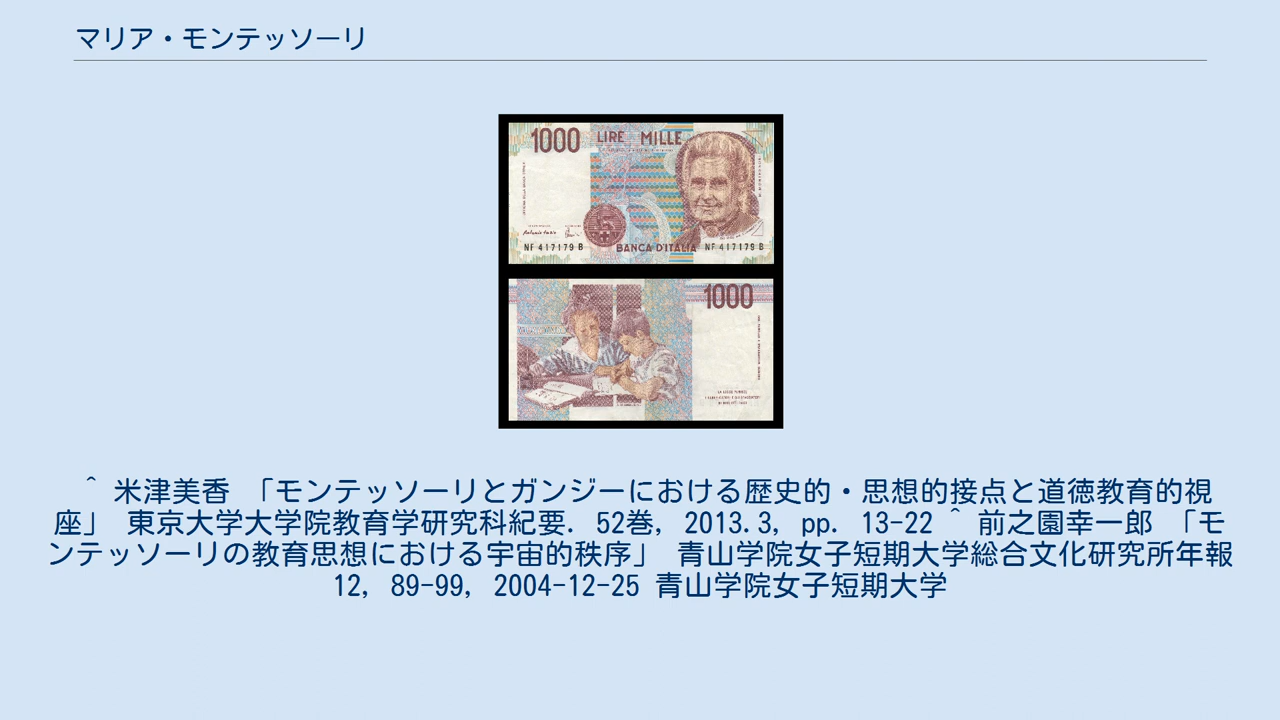 マリア・モンテッソーリ
1000 LIRE MILLE
NF 417179 B BANCA D'ITALIA NF 417179 B
1000
^ 米津美香 「モンテッソーリとガンジーにおける歴史的・思想的接点と道徳教育的視
座」 東京大学大学院教育学研究科紀要. 52巻, 2013.3, pp. 13-22 ^ 前之園幸一郎 「モ
ンテッソーリの教育思想における宇宙的秩序」 青山学院女子短期大学総合文化研究所年報
12, 89-99, 2004-12-25 青山学院女子短期大学